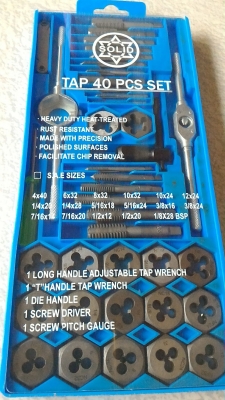 SOLID
TAP 40 PCS SET
· HEAVY DUTY HEAT-TREATED
· RUST RESISTANT
· MADE WITH PRECISION
· POLISHED SURFACES
· FACILITATE CHIP REMOVAL
S.A.E SIZES
4x40 6x32 8x32 10x32 10x24 12x24
1/4x20 1/4x28 5/16x18 5/16x24 3/8x16 3/8x24
7/16x14 7/16x20 1/2x12 1/2x20 1/8X28 BSP
1 LONG HANDLE ADJUSTABLE TAP WRENCH
1 "T"HANDLE TAP WRENCH
1 DIE HANDLE
1 SCREW DRIVER
1 SCREW PITCH GAUGE